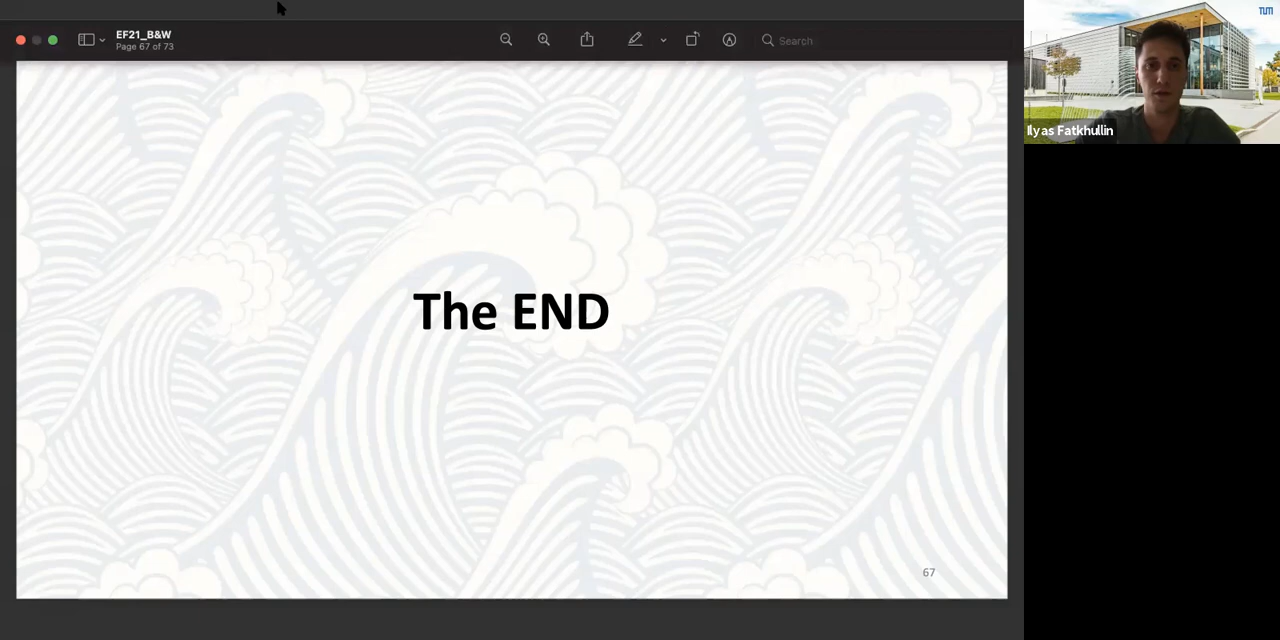 EF21_B&W
Page 67 of 73
Search
TUM
Ilyas Fatkhullin
The END
67